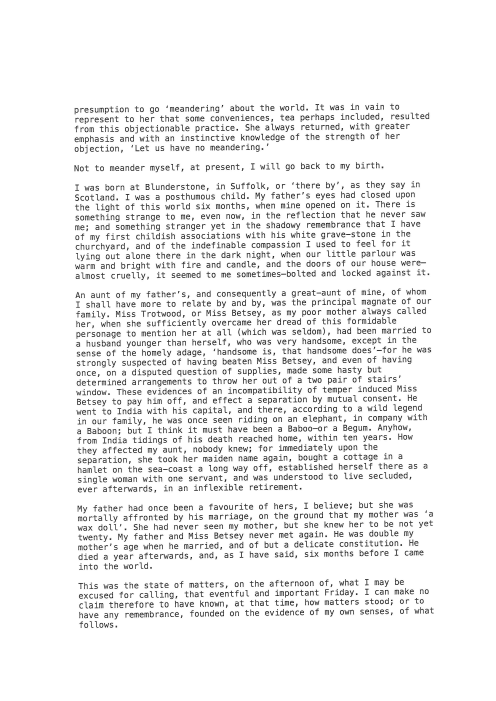 presumption to go ‘meandering’ about the world. It was in vain to
represent to her that some conveniences, tea perhaps included, resulted
from this objectionable practice. She always returned, with greater
emphasis and with an instinctive knowledge of the strength of her
objection, ‘Let us have no meandering.’
Not to meander myself, at present, I will go back to my birth.
I was born at Blunderstone, in Suffolk, or ‘there by’, as they say in
Scotland. I was a posthumous child. My father’s eyes had closed upon
the light of this world six months, when mine opened on it. There is
something strange to me, even now, in the reflection that he never saw
me; and something stranger yet in the shadowy remembrance that I have
of my first childish associations with his white grave—stone in the
churchyard, and of the indefinable compassion I used to feel for it
lying out alone there in the dark night, when our little parlour was
warm and bright with fire and candle, and the doors of our house were—
almost cruelly, it seemed to me sometimes—bolted and locked against it.
An aunt of my father’s, and consequently a great—aunt of mine, of whom
I shall have more to relate by and by, was the principal magnate of our
family. Miss Trotwood, or Miss Betsey, as my poor mother always called
her, when she sufficiently overcame her dread of this formidable
personage to mention her at all (which was seldom), had been married to
a husband younger than herself, who was very handsome, except in the
sense of the homely adage, ‘handsome is, that handsome does’—for he was
strongly suspected of having beaten Miss Betsey, and even of having
once, on a disputed question of supplies, made some hasty but
determined arrangements to throw her out of a two pair of stairs’
window. These evidences of an incompatibility of temper induced Miss
Betsey to pay him off, and effect a separation by mutual consent. He
went to India with his capital, and there, according to a wild legend
in our family, he was once seen riding on an elephant, in company with
a Baboon; but I think it must have been a Baboo—or a Begum. Anyhow,
from India tidings of his death reached home, within ten years. How
they affected my aunt, nobody knew; for immediately upon the
separation, she took her maiden name again, bought a cottage in a
hamlet on the sea—coast a long way off, established herself there as a
single woman with one servant, and was understood to live secluded,
ever afterwards, in an inflexible retirement.
My father had once been a favourite of hers, I believe; but she was
mortally affronted by his marriage, on the ground that my mother was ‘a
wax doll’. She had never seen my mother, but she knew her to be not yet
twenty. My father and Miss Betsey never met again. He was double my
mother’s age when he married, and of but a delicate constitution. He
died a year afterwards, and, as I have said, six months before I came
into the world.
This was the state of matters, on the afternoon of, what I may be
excused for calling, that eventful and important Friday. I can make no
claim therefore to have known, at that time, how matters stood; or to
have any remembrance, founded on the evidence of my own senses, of what
follows.